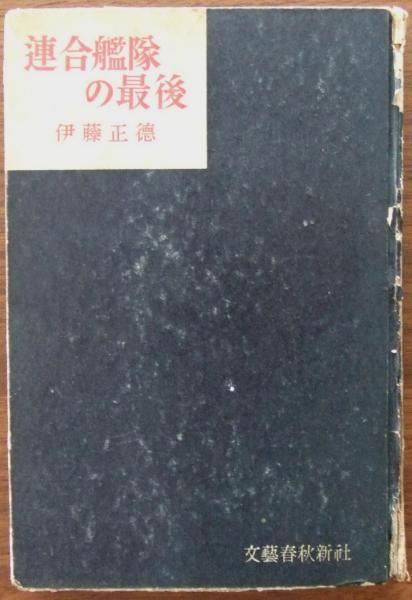 連合艦隊
の最後
伊藤正德
文藝春秋新社